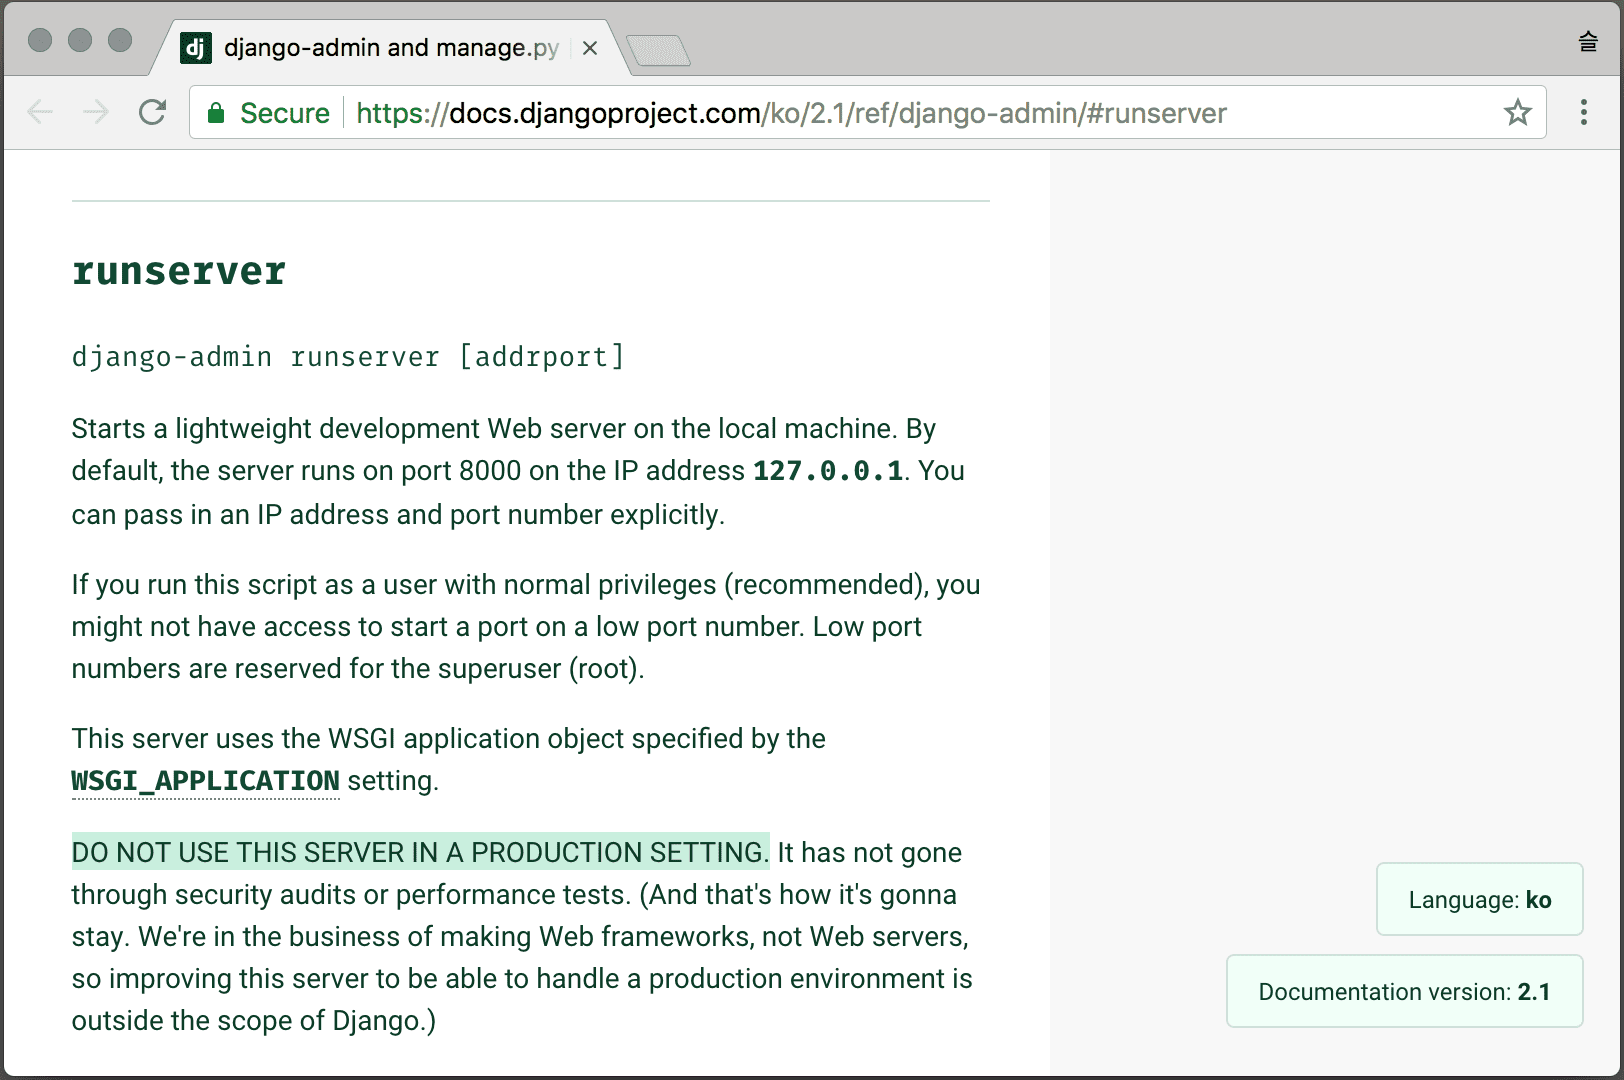 dj django-admin and manage.py
슬
Secure https://docs.djangoproject.com/ko/2.1/ref/django-admin/#runserver
runserver
django-admin runserver [addrport]
Starts a lightweight development Web server on the local machine. By
default, the server runs on port 8000 on the IP address 127.0.0.1. You
can pass in an IP address and port number explicitly.
If you run this script as a user with normal privileges (recommended), you
might not have access to start a port on a low port number. Low port
numbers are reserved for the superuser (root).
This server uses the WSGI application object specified by the
WSGI_APPLICATION setting.
DO NOT USE THIS SERVER IN A PRODUCTION SETTING. It has not gone
through security audits or performance tests. (And that's how it's gonna
stay. We're in the business of making Web frameworks, not Web servers,
so improving this server to be able to handle a production environment is
outside the scope of Django.)
Language: ko
Documentation version: 2.1